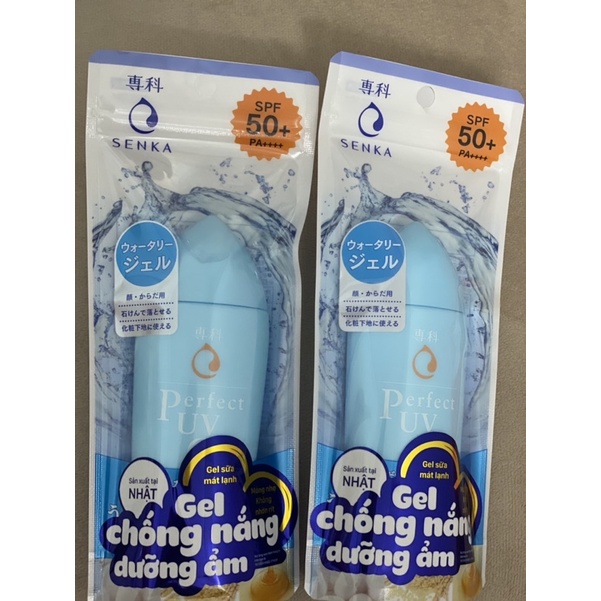 専科
SENKA
SPF
50+
PA++++
ウォータリー
ジェル
顔・からだ用
石けんで落とせる
化粧下地に使える
専科
Perfect
UV
Sản xuất tại
NHẬT
Gel sữa
mát lạnh
Gel
chống nắng
dưỡng ẩm
専科
SENKA
SPF
50+
PA++++
ウォータリー
ジェル
顔・からだ用
石けんで落とせる
化粧下地に使える
専科
Perfect
UV
Sản xuất tại
NHẬT
Gel sữa
mát lạnh
Gel
chống nắng
dưỡng ẩm